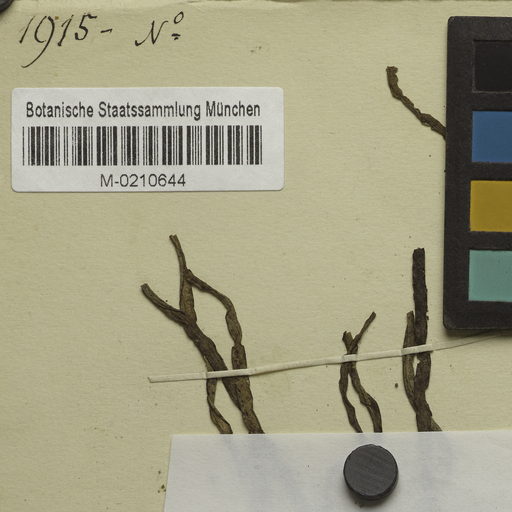 1915- Nº
Botanische Staatssammlung München
M-0210644